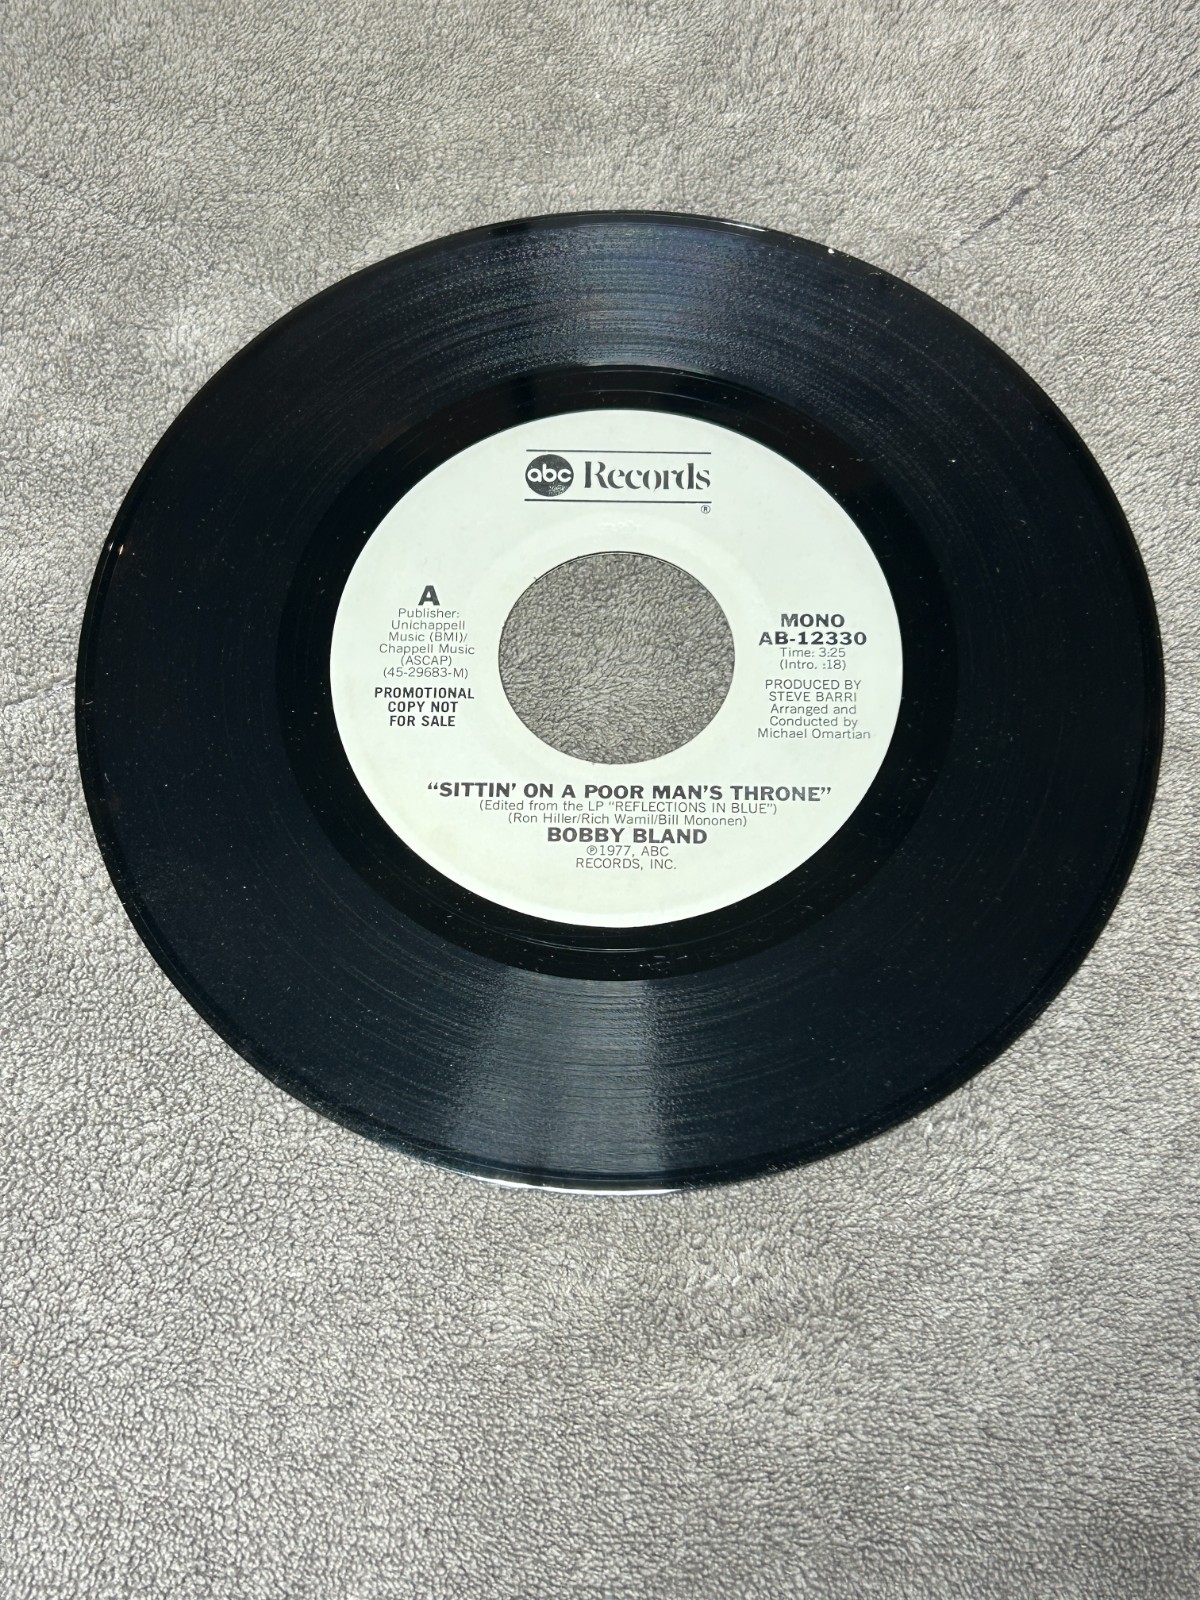 abc Records
®
A
Publisher:
Unichappell
Music (BMI)/
Chappell Music
(ASCAP)
(45-29683-M)
PROMOTIONAL
COPY NOT
FOR SALE
MONO
AB-12330
Time: 3:25
(Intro. :18)
PRODUCED BY
STEVE BARRI
Arranged and
Conducted by
Michael Omartian
"SITTIN' ON A POOR MAN'S THRONE"
(Edited from the LP "REFLECTIONS IN BLUE")
(Ron Hiller/Rich Wamil/Bill Mononen)
BOBBY BLAND
℗1977, ABC
RECORDS, INC.